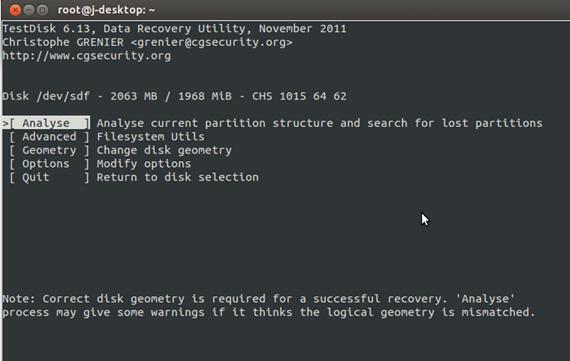 root@j-desktop: ~
TestDisk 6.13, Data Recovery Utility, November 2011
Christophe GRENIER <grenier@cgsecurity.org>
http://www.cgsecurity.org
Disk /dev/sdf - 2063 MB / 1968 MiB - CHS 1015 64 62
>[ Analyse  ] Analyse current partition structure and search for lost partitions
[ Advanced ] Filesystem Utils
[ Geometry ] Change disk geometry
[ Options  ] Modify options
[ Quit     ] Return to disk selection
Note: Correct disk geometry is required for a successful recovery. 'Analyse'
process may give some warnings if it thinks the logical geometry is mismatched.